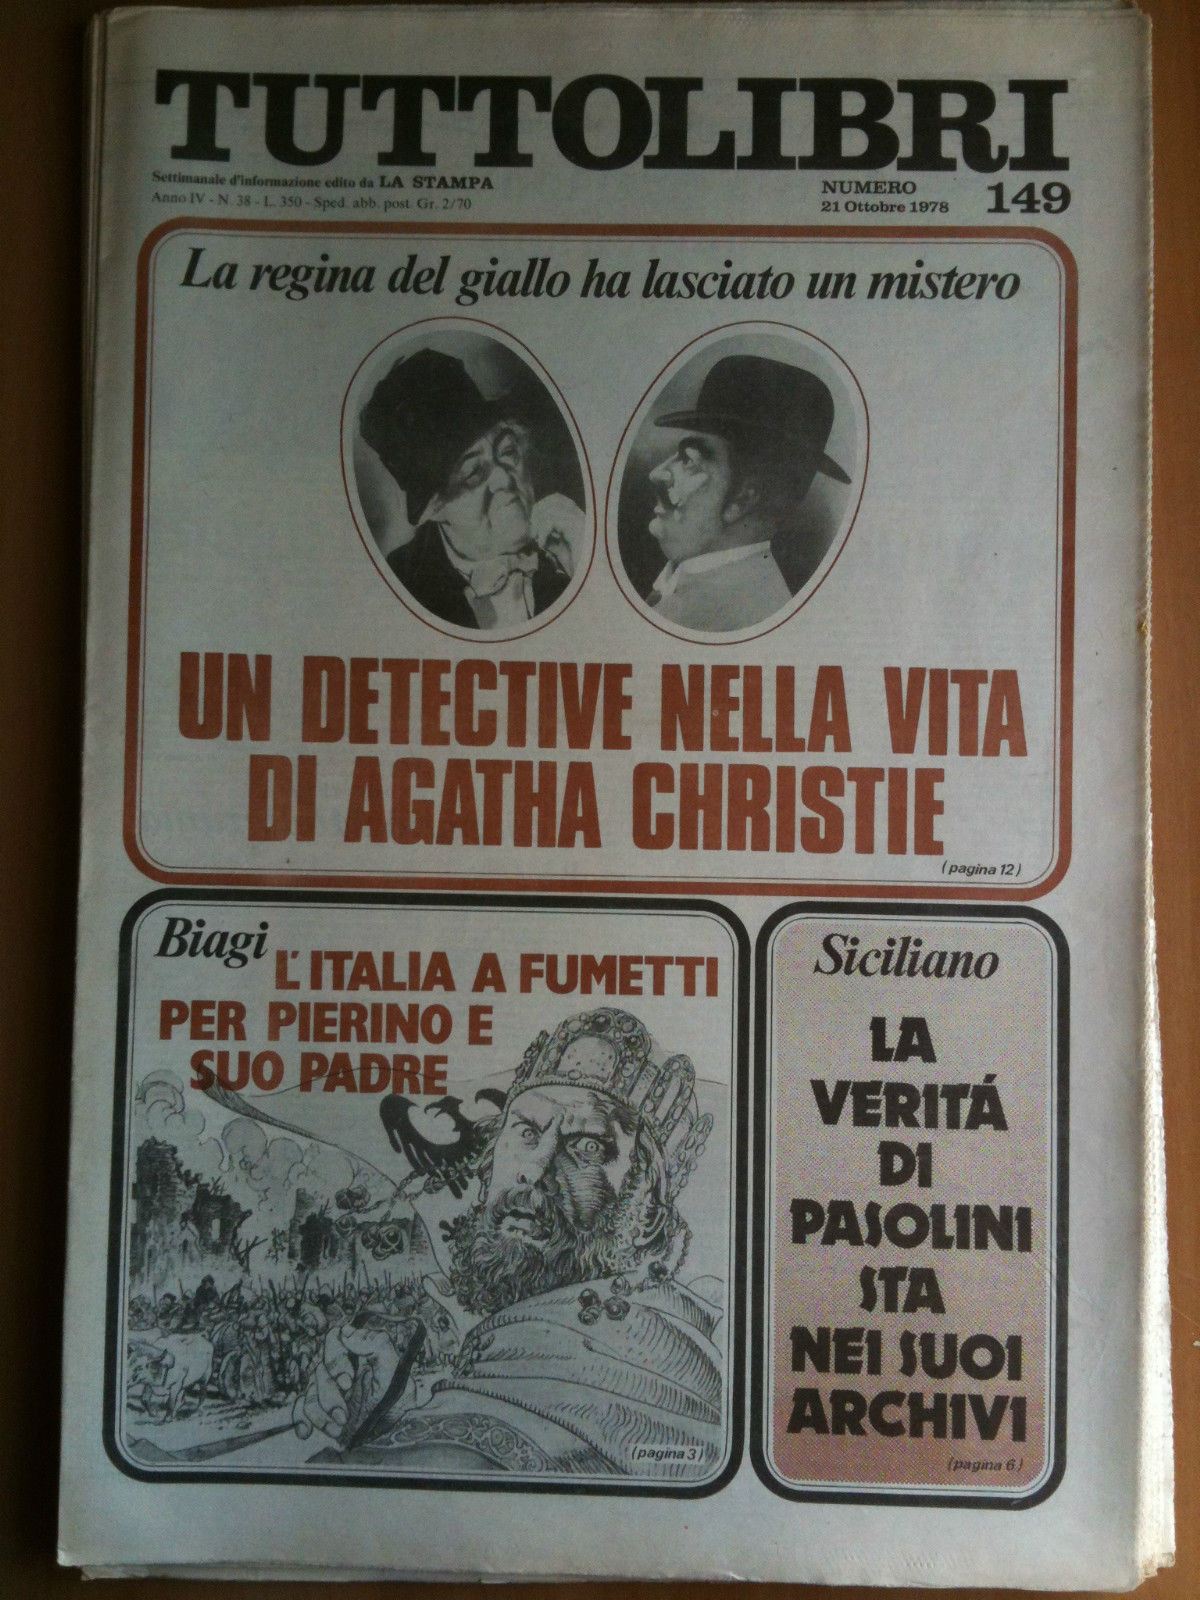 TUTTOLIBRI
Settimanale d'informazione edito da LA STAMPA
Anno IV - N. 38 - L. 350 - Sped. abb. post. Gr. 2/70
NUMERO
21 Ottobre 1978
149
La regina del giallo ha lasciato un mistero
UN DETECTIVE NELLA VITA
DI AGATHA CHRISTIE
(pagina 12)
Biagi
L'ITALIA A FUMETTI
PER PIERINO E
SUO PADRE
(pagina 3)
Siciliano
LA
VERITÁ
DI
PASOLINI
STA
NEI SUOI
ARCHIVI
(pagina 6)